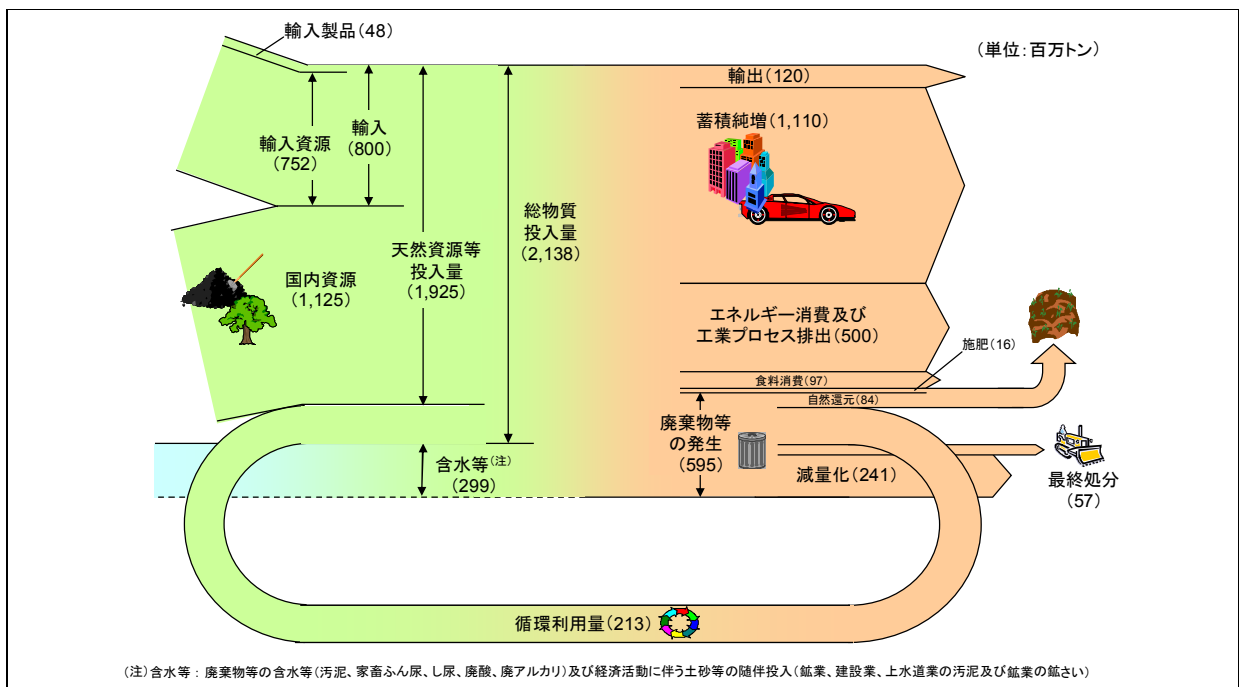 輸入製品(48)
(単位:百万トン)
輸出(120)
蓄積純増(1,110)
輸入資源
(752)
輸入
(800)
総物質
投入量
(2,138)
天然資源等
投入量
(1,925)
国内資源
(1,125)
エネルギー消費及び
工業プロセス排出(500)
施肥(16)
食料消費(97)
自然還元(84)
廃棄物等
の発生
(595)
含水等(注)
(299)
減量化(241)
最終処分
(57)
循環利用量(213)
(注)含水等:廃棄物等の含水等(汚泥、家畜ふん尿、し尿、廃酸、廃アルカリ)及び経済活動に伴う土砂等の随伴投入(鉱業、建設業、上水道業の汚泥及び鉱業の鉱さい)